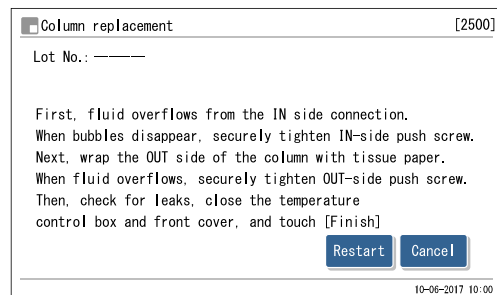 Column replacement [2500]
Lot No.: ―――
First, fluid overflows from the IN side connection.
When bubbles disappear, securely tighten IN-side push screw.
Next, wrap the OUT side of the column with tissue paper.
When fluid overflows, securely tighten OUT-side push screw.
Then, check for leaks, close the temperature
control box and front cover, and touch [Finish]
Restart Cancel
10-06-2017 10:00